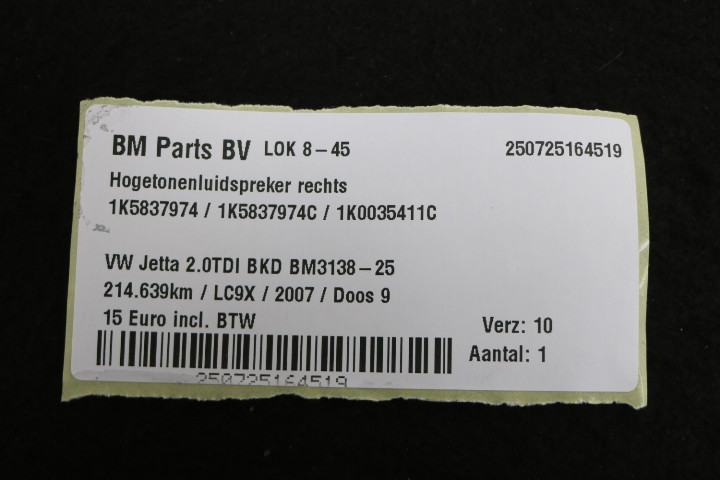 BM Parts BV LOK 8-45 250725164519
Hogetonenluidspreker rechts
1K5837974 / 1K5837974C / 1K0035411C
VW Jetta 2.0TDI BKD BM3138-25
214.639km / LC9X / 2007 / Doos 9
15 Euro incl. BTW Verz: 10
Aantal: 1
250725164519